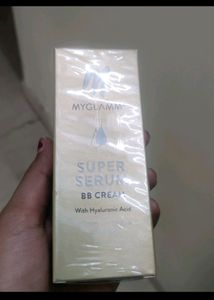 MYGLAMM
SUPER
SERUM
BB CREAM
With Hyaluronic Acid